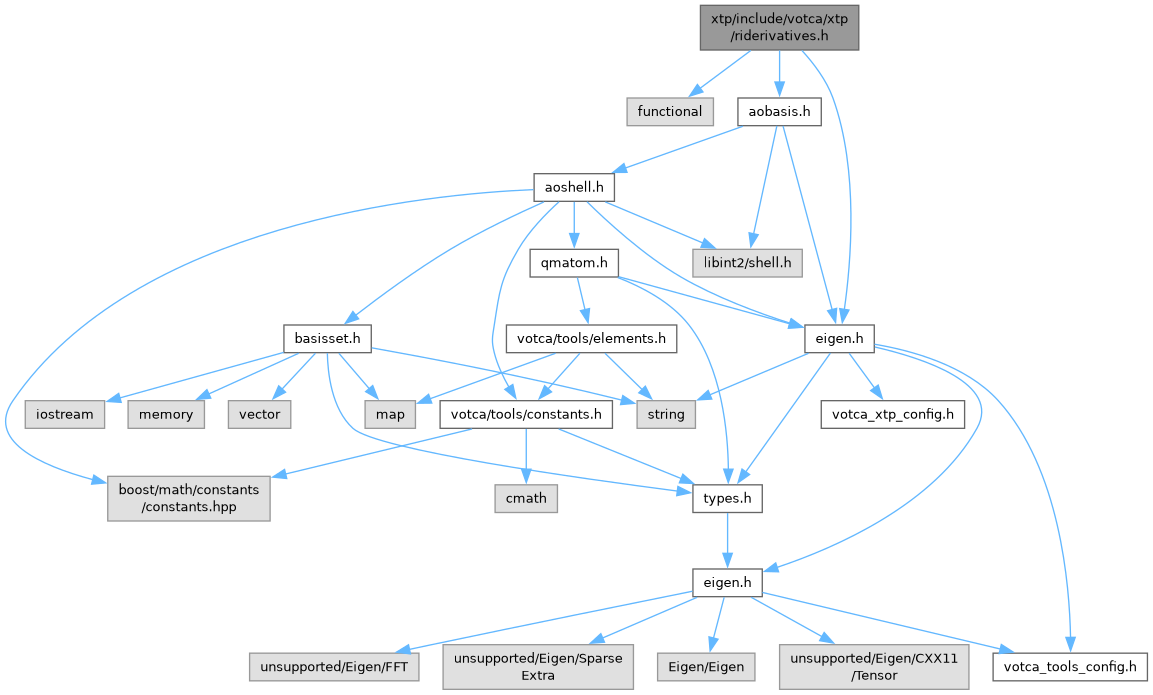 xtp/include/votca/xtp
/riderivatives.h
functional
aobasis.h
aoshell.h
qmatom.h
libint2/shell.h
basisset.h
votca/tools/elements.h
eigen.h
iostream
memory
vector
map
votca/tools/constants.h
string
votca_xtp_config.h
boost/math/constants
/constants.hpp
cmath
types.h
eigen.h
unsupported/Eigen/FFT
unsupported/Eigen/Sparse
Extra
Eigen/Eigen
unsupported/Eigen/CXX11
/Tensor
votca_tools_config.h